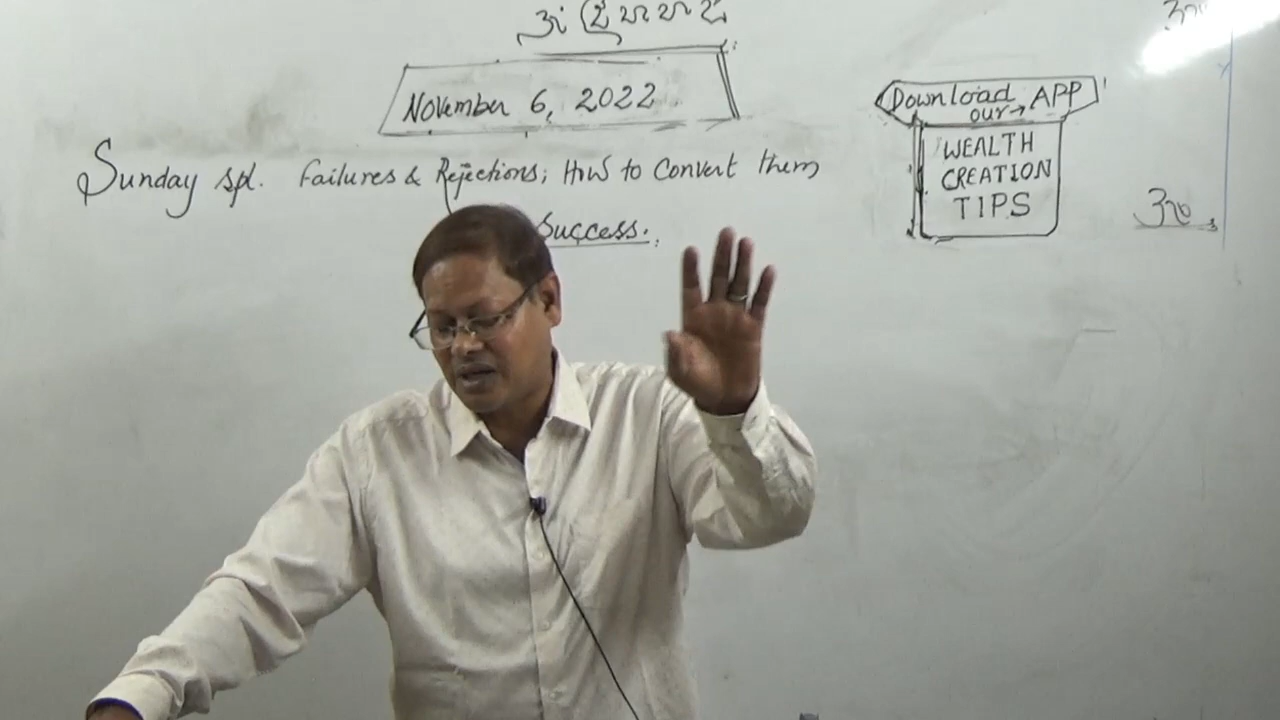 November 6, 2022
Sunday spl. Failures & Rejections; How to Convert them
Success.
Download
our → APP
WEALTH
CREATION
TIPS